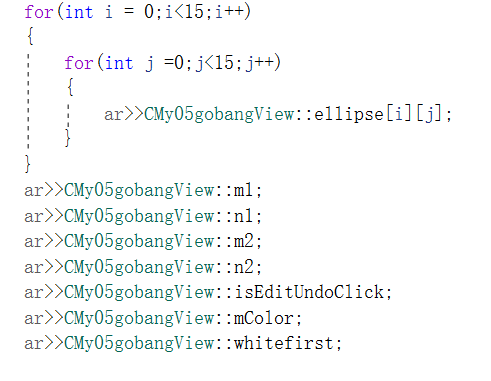 for(int i = 0;i<15;i++)
{
for(int j =0;j<15;j++)
{
ar>>CMy05gobangView::ellipse[i][j];
}
}
ar>>CMy05gobangView::m1;
ar>>CMy05gobangView::n1;
ar>>CMy05gobangView::m2;
ar>>CMy05gobangView::n2;
ar>>CMy05gobangView::isEditUndoClick;
ar>>CMy05gobangView::mColor;
ar>>CMy05gobangView::whitefirst;